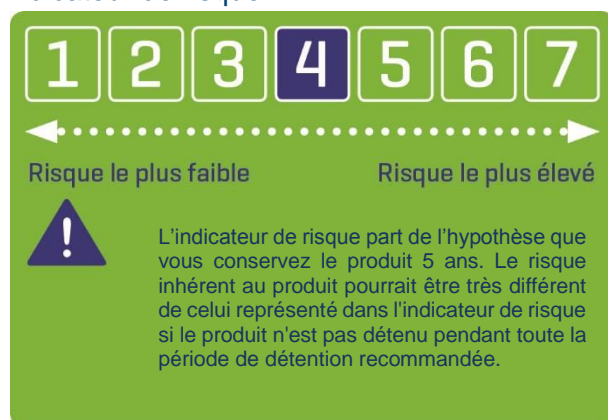 1 2 3 4 5 6 7
Risque le plus faible Risque le plus élevé
!
L'indicateur de risque part de l'hypothèse que
vous conservez le produit 5 ans. Le risque
inhérent au produit pourrait être très différent
de celui représenté dans l'indicateur de risque
si le produit n'est pas détenu pendant toute la
période de détention recommandée.